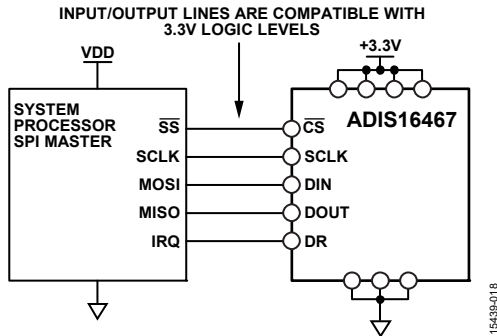 INPUT/OUTPUT LINES ARE COMPATIBLE WITH
3.3V LOGIC LEVELS
VDD
+3.3V
SYSTEM
PROCESSOR
SPI MASTER
ADIS16467
SS
CS
SCLK
SCLK
MOSI
DIN
MISO
DOUT
IRQ
DR
15439-018